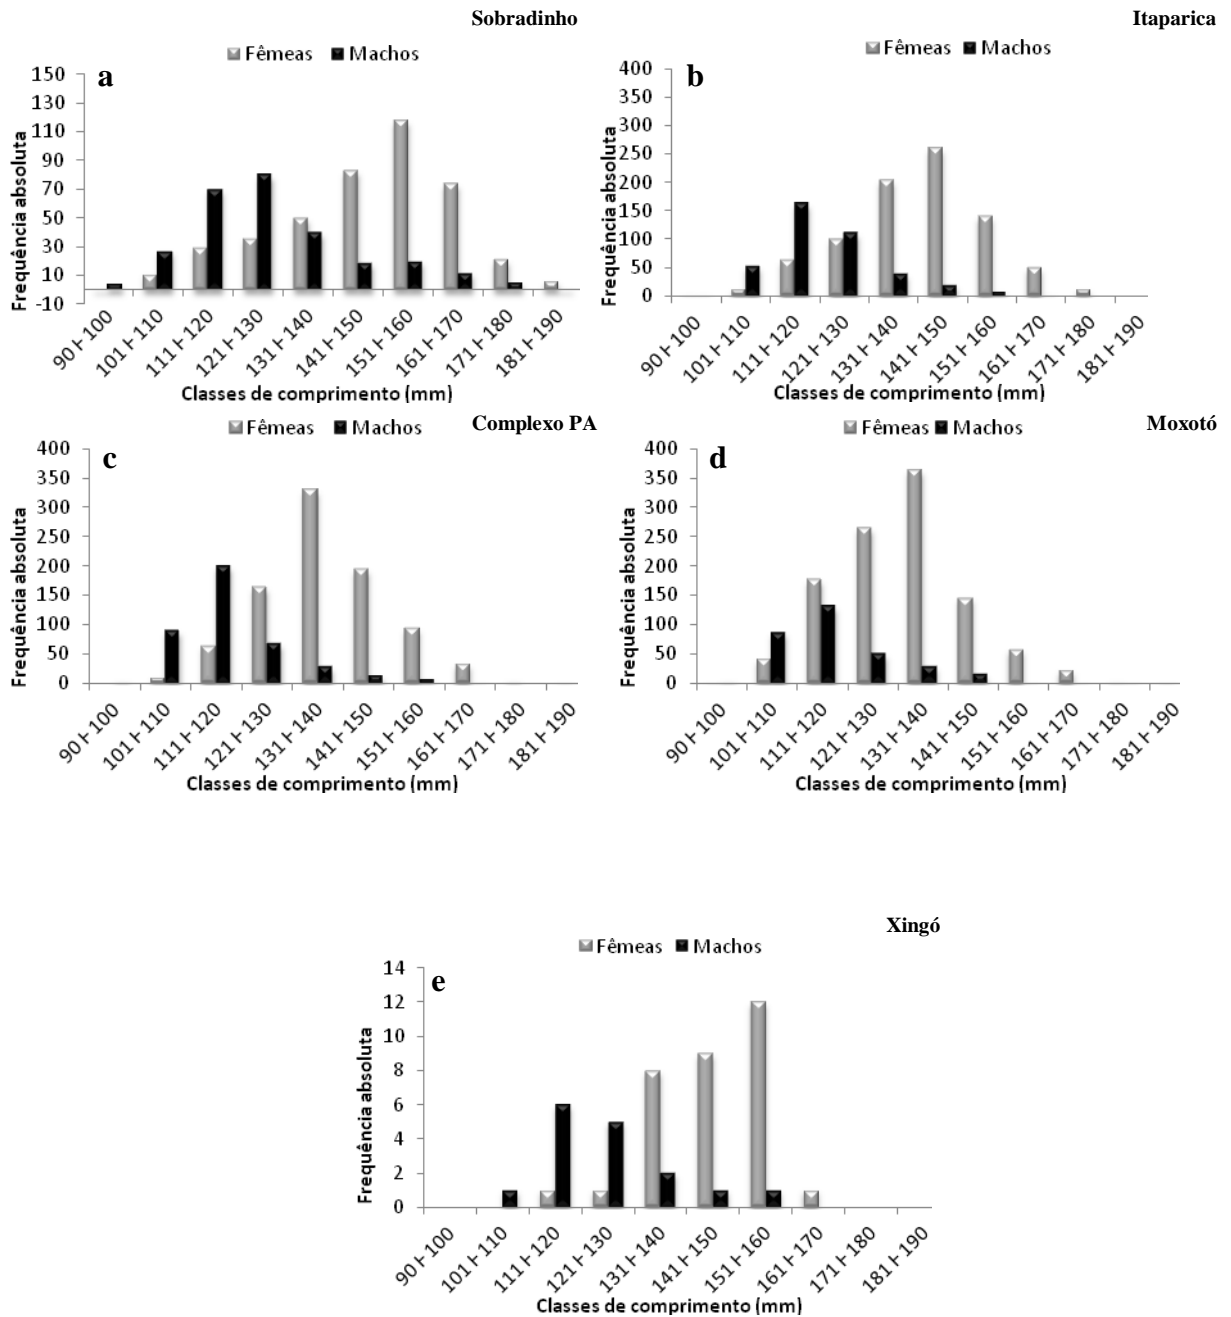 Sobradinho
Fêmeas Machos
a
Frequência absoluta
150
130
110
90
70
50
30
10
-10
90 I- 100
101 I- 110
111 I- 120
121 I- 130
131 I- 140
141 I- 150
151 I- 160
161 I- 170
171 I- 180
181 I- 190
Classes de comprimento (mm)
Itaparica
Fêmeas Machos
b
Frequência absoluta
400
350
300
250
200
150
100
50
0
90 I- 100
101 I- 110
111 I- 120
121 I- 130
131 I- 140
141 I- 150
151 I- 160
161 I- 170
171 I- 180
181 I- 190
Classes de comprimento (mm)
Complexo PA
Fêmeas Machos
c
Frequência absoluta
400
350
300
250
200
150
100
50
0
90 I- 100
101 I- 110
111 I- 120
121 I- 130
131 I- 140
141 I- 150
151 I- 160
161 I- 170
171 I- 180
181 I- 190
Classes de comprimento (mm)
Moxotó
Fêmeas Machos
d
Frequência absoluta
400
350
300
250
200
150
100
50
0
90 I- 100
101 I- 110
111 I- 120
121 I- 130
131 I- 140
141 I- 150
151 I- 160
161 I- 170
171 I- 180
181 I- 190
Classes de comprimento (mm)
Xingó
Fêmeas Machos
e
Frequência absoluta
14
12
10
8
6
4
2
0
90 I- 100
101 I- 110
111 I- 120
121 I- 130
131 I- 140
141 I- 150
151 I- 160
161 I- 170
171 I- 180
181 I- 190
Classes de comprimento (mm)